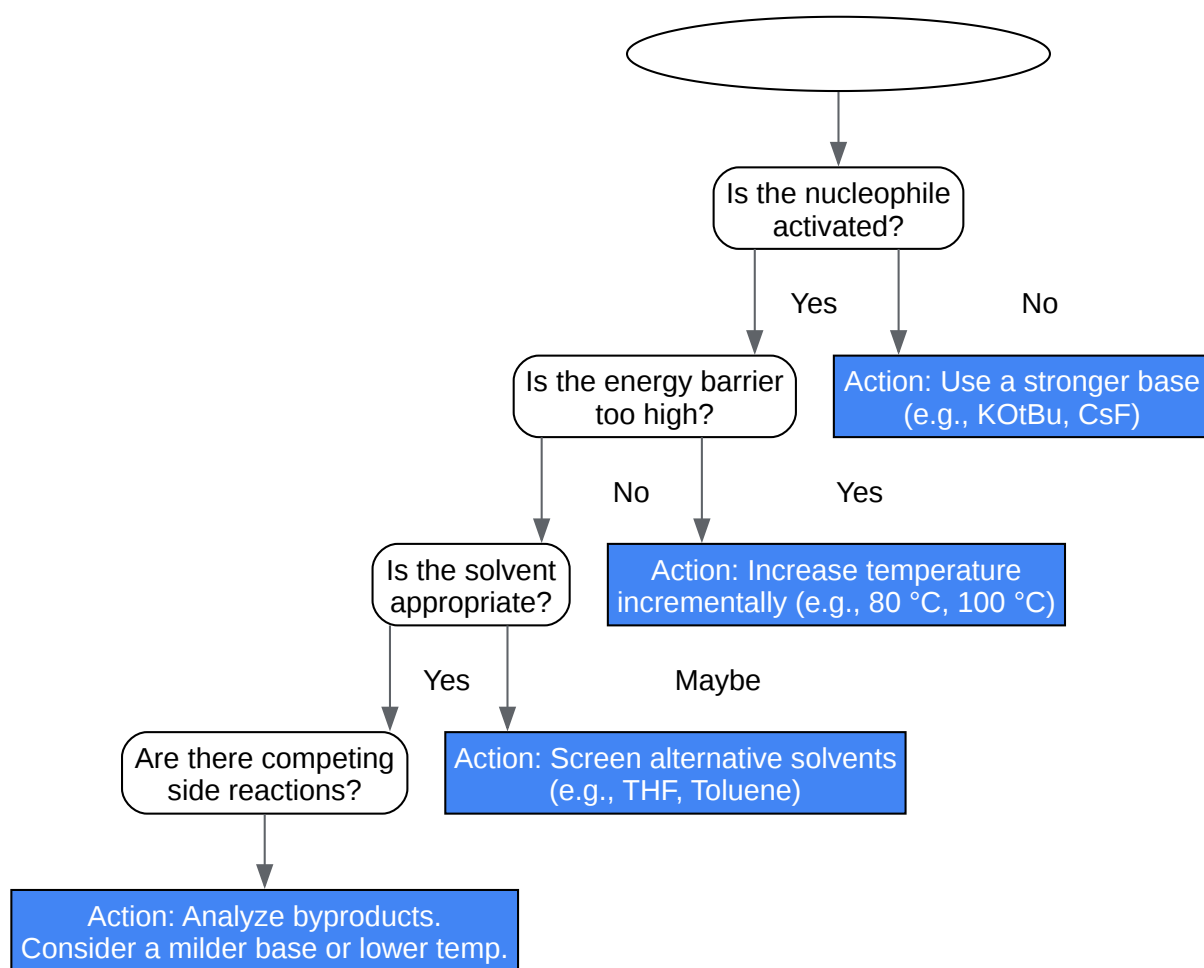 Is the nucleophile
activated?
Yes
No
Is the energy barrier
too high?
Action: Use a stronger base
(e.g., KOtBu, CsF)
No
Yes
Is the solvent
appropriate?
Action: Increase temperature
incrementally (e.g., 80 °C, 100 °C)
Yes
Maybe
Are there competing
side reactions?
Action: Screen alternative solvents
(e.g., THF, Toluene)
Action: Analyze byproducts.
Consider a milder base or lower temp.